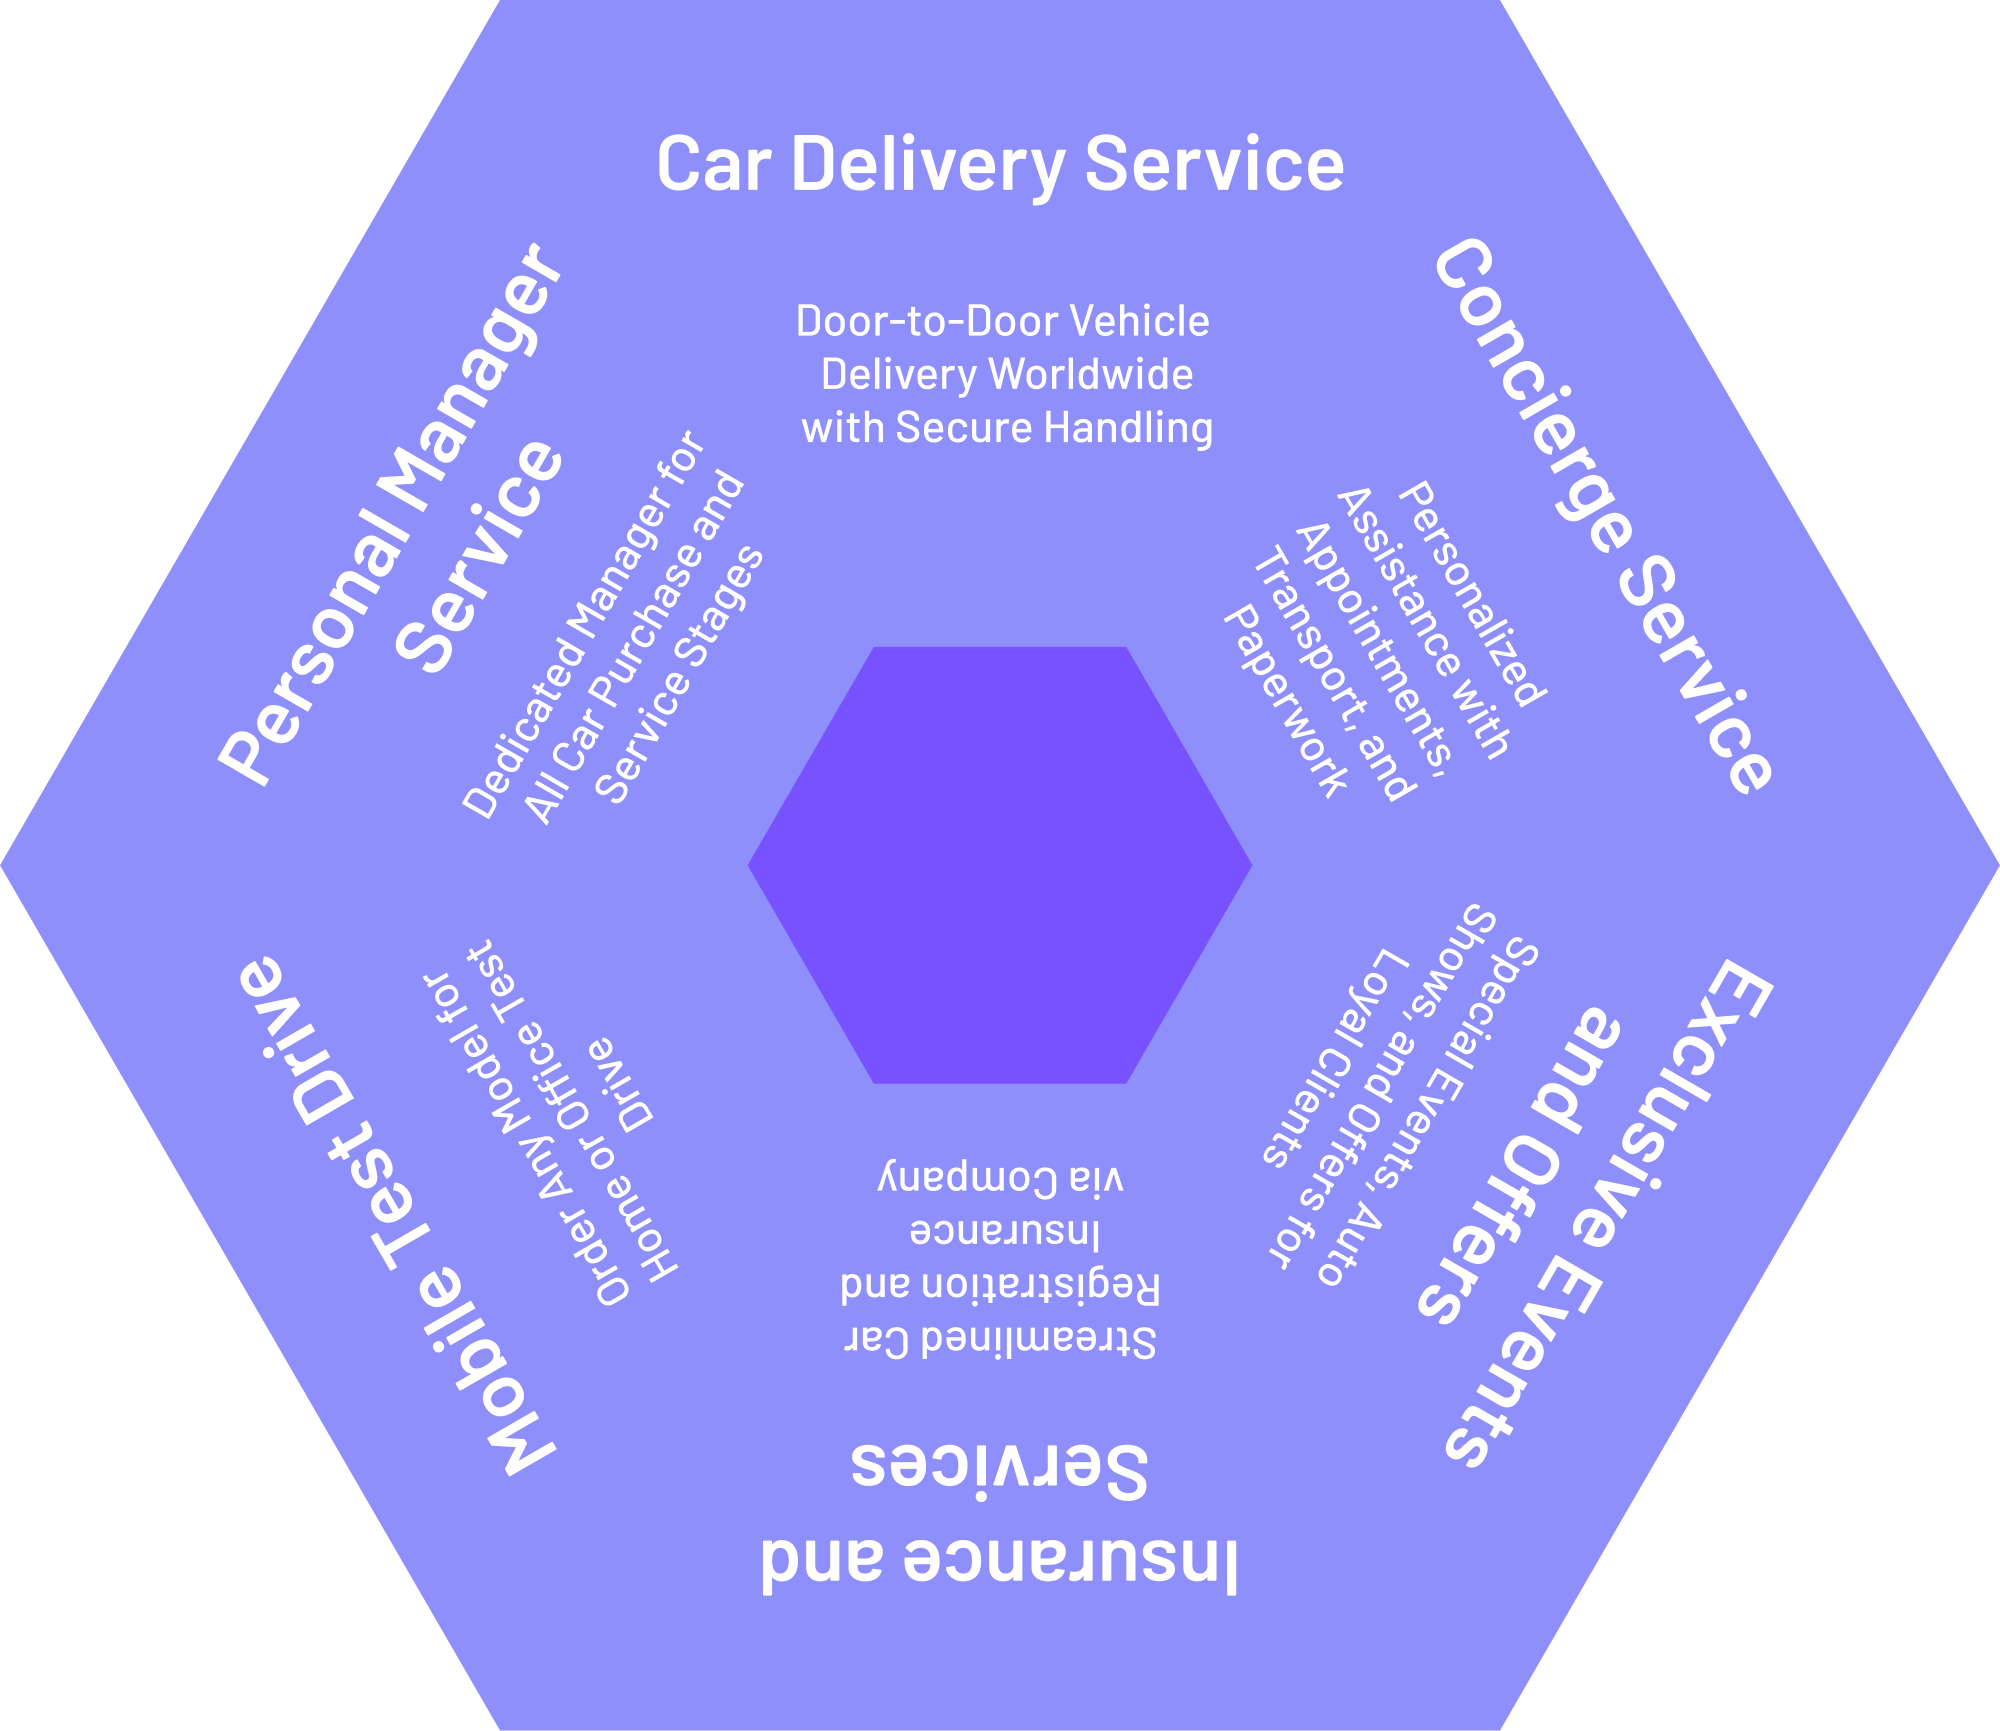 Car Delivery Service
Door-to-Door Vehicle
Delivery Worldwide
with Secure Handling
Concierge Service
Personalized
Assistance with
Appointments,
Transport, and
Paperwork
Exclusive Events
and Offers
Special Events, Auto
Shows, and Offers for
Loyal Clients
Insurance and
Services
Streamlined Car
Registration and
Insurance
via Company
Mobile Test Drive
Order Any Model for
Home or Office Test
Drive
Personal Manager
Service
Dedicated Manager for
All Car Purchase and
Service Stages